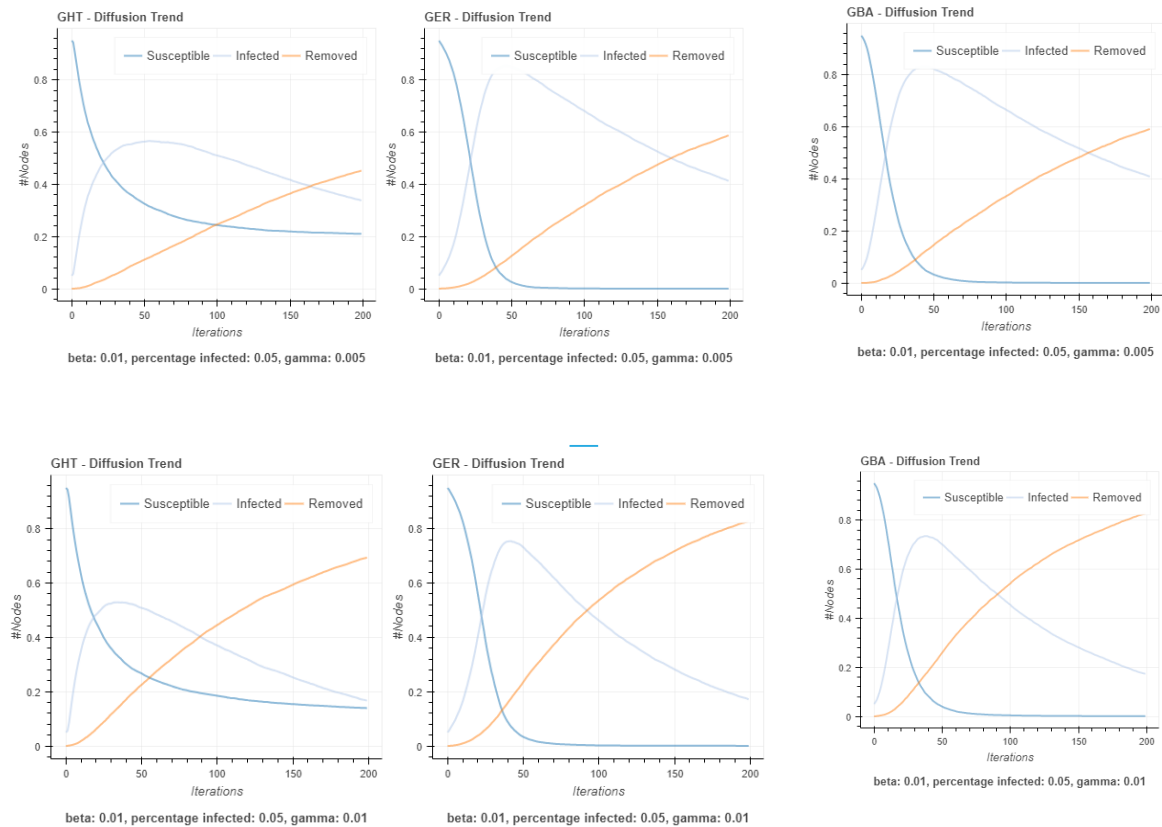 GHT - Diffusion Trend
Susceptible Infected Removed
0.8
0.6
0.4
0.2
0
#Nodes
0 50 100 150 200
Iterations
beta: 0.01, percentage infected: 0.05, gamma: 0.005
GER - Diffusion Trend
Susceptible Infected Removed
0.8
0.6
0.4
0.2
0
#Nodes
0 50 100 150 200
Iterations
beta: 0.01, percentage infected: 0.05, gamma: 0.005
GBA - Diffusion Trend
Susceptible Infected Removed
0.8
0.6
0.4
0.2
0
#Nodes
0 50 100 150 200
Iterations
beta: 0.01, percentage infected: 0.05, gamma: 0.005
GHT - Diffusion Trend
Susceptible Infected Removed
0.8
0.6
0.4
0.2
0
#Nodes
0 50 100 150 200
Iterations
beta: 0.01, percentage infected: 0.05, gamma: 0.01
GER - Diffusion Trend
Susceptible Infected Removed
0.8
0.6
0.4
0.2
0
#Nodes
0 50 100 150 200
Iterations
beta: 0.01, percentage infected: 0.05, gamma: 0.01
GBA - Diffusion Trend
Susceptible Infected Removed
0.8
0.6
0.4
0.2
0
#Nodes
0 50 100 150 200
Iterations
beta: 0.01, percentage infected: 0.05, gamma: 0.01